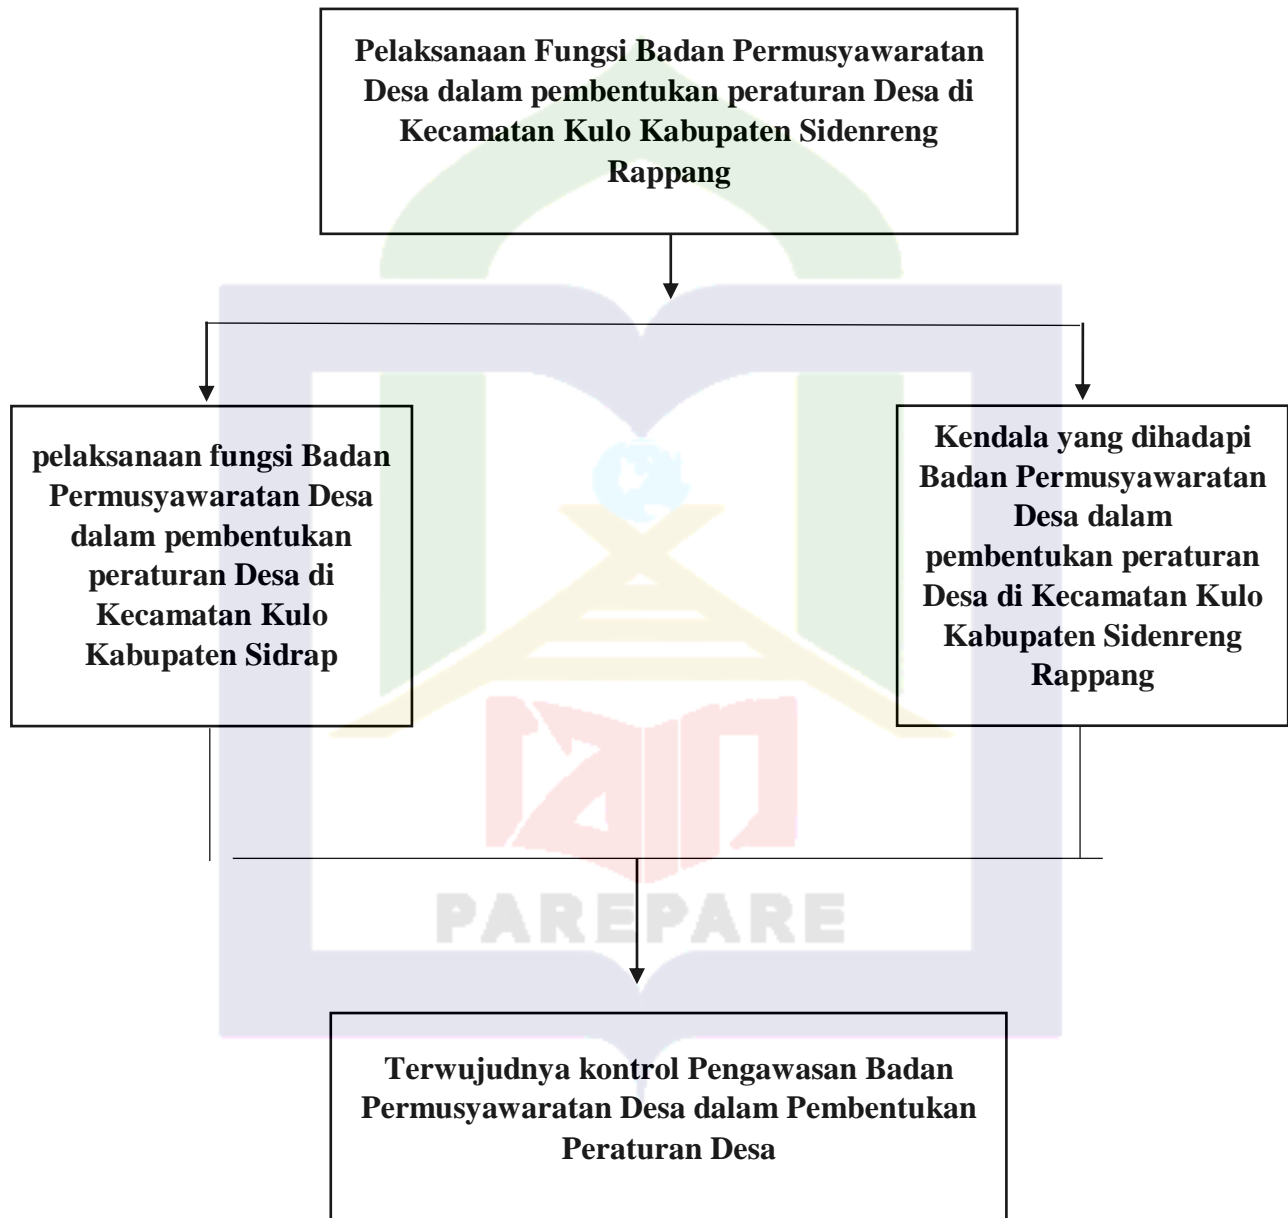 Pelaksanaan Fungsi Badan Permusyawaratan
Desa dalam pembentukan peraturan Desa di
Kecamatan Kulo Kabupaten Sidenreng
Rappang
pelaksanaan fungsi Badan
Permusyawaratan Desa
dalam pembentukan
peraturan Desa di
Kecamatan Kulo
Kabupaten Sidrap
Kendala yang dihadapi
Badan Permusyawaratan
Desa dalam
pembentukan peraturan
Desa di Kecamatan Kulo
Kabupaten Sidenreng
Rappang
iain
PAREPARE
Terwujudnya kontrol Pengawasan Badan
Permusyawaratan Desa dalam Pembentukan
Peraturan Desa